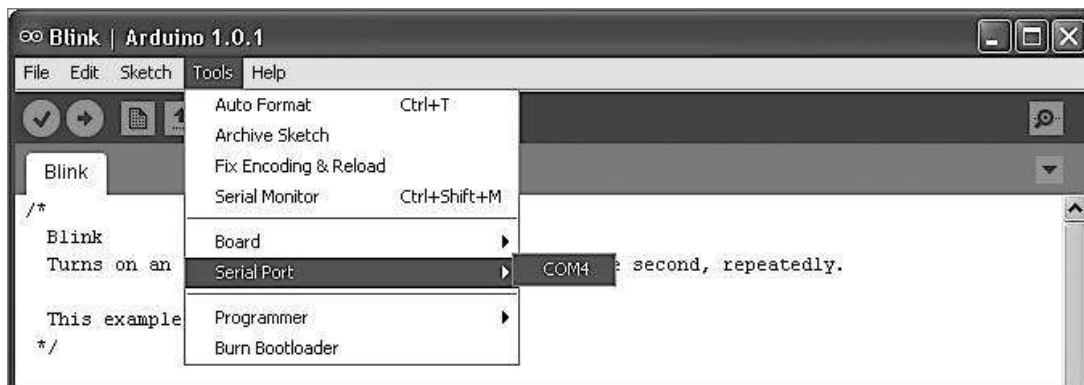 Blink | Arduino 1.0.1
File Edit Sketch Tools Help
Auto Format Ctrl+T
Archive Sketch
Fix Encoding & Reload
Blink
Serial Monitor Ctrl+Shift+M
/*
Blink
Board
Turns on an
second, repeatedly.
Serial Port
COM4
This example
Programmer
*/
Burn Bootloader